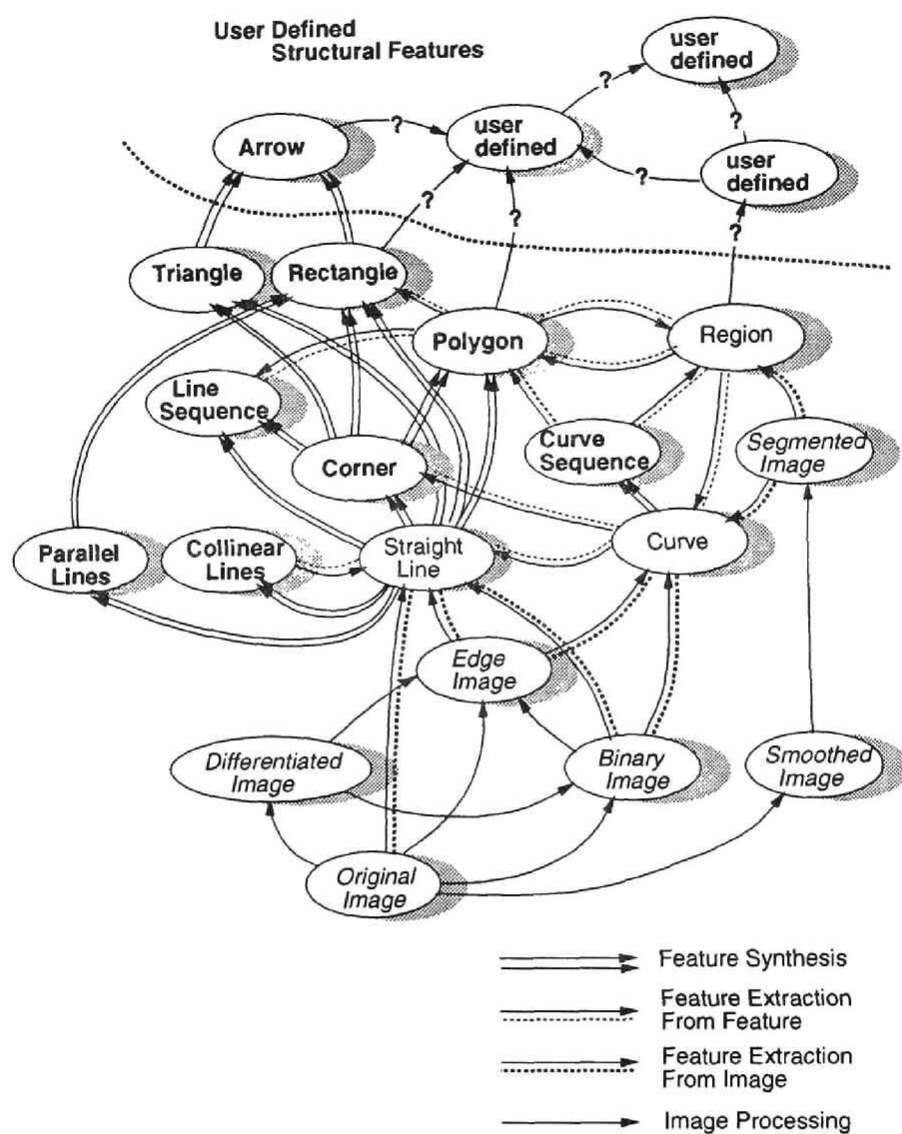 User Defined
Structural Features
user
defined
?
Arrow
?
user
defined
?
?
user
defined
?
?
?
Triangle
Rectangle
Polygon
Region
Line
Sequence
Corner
Curve
Sequence
Segmented
Image
Parallel
Lines
Collinear
Lines
Straight
Line
Curve
Edge
Image
Differentiated
Image
Binary
Image
Smoothed
Image
Original
Image
Feature Synthesis
Feature Extraction
From Feature
Feature Extraction
From Image
Image Processing